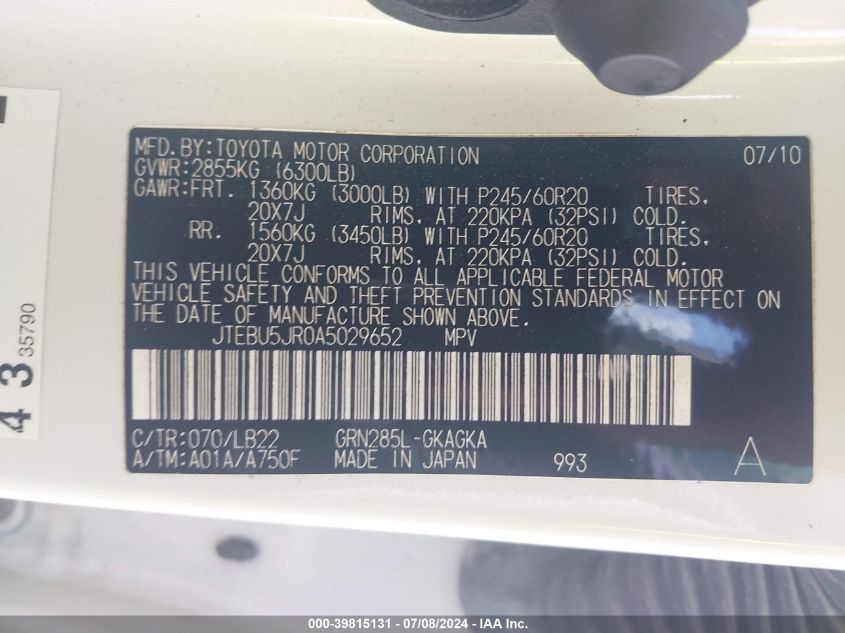 MFD.BY:TOYOTA MOTOR CORPORATION 07/10
GVWR:2855KG (6300LB)
GAWR:FRT. 1360KG (3000LB) WITH P245/60R20 TIRES,
20X7J RIMS, AT 220KPA (32PSI) COLD.
RR. 1560KG (3450LB) WITH P245/60R20 TIRES,
20X7J RIMS, AT 220KPA (32PSI) COLD.
THIS VEHICLE CONFORMS TO ALL APPLICABLE FEDERAL MOTOR
VEHICLE SAFETY AND THEFT PREVENTION STANDARDS IN EFFECT ON
THE DATE OF MANUFACTURE SHOWN ABOVE.
JTEBU5JR0A5029652 MPV
C/TR:070/LB22 GRN285L-GKAGKA
A/TM:A01A/A750F MADE IN JAPAN 993 A
43 35790
000-39815131 - 07/08/2024 - IAA Inc.